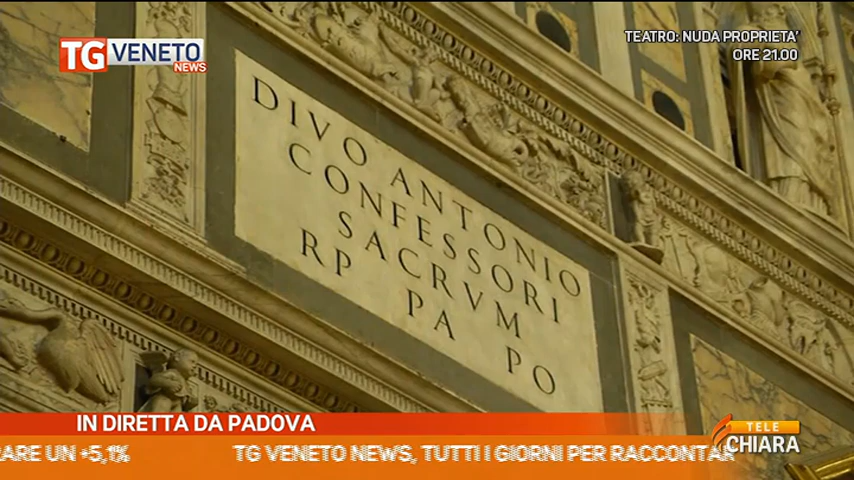 TG VENETO
NEWS
TEATRO: NUDA PROPRIETA'
ORE 21.00
DIVO ANTONIO
CONFESSORI
SACRVM
RP PA PO
IN DIRETTA DA PADOVA
RARE UN +5,1% TG VENETO NEWS, TUTTI I GIORNI PER RACCONTAR
TELE
CHIARA